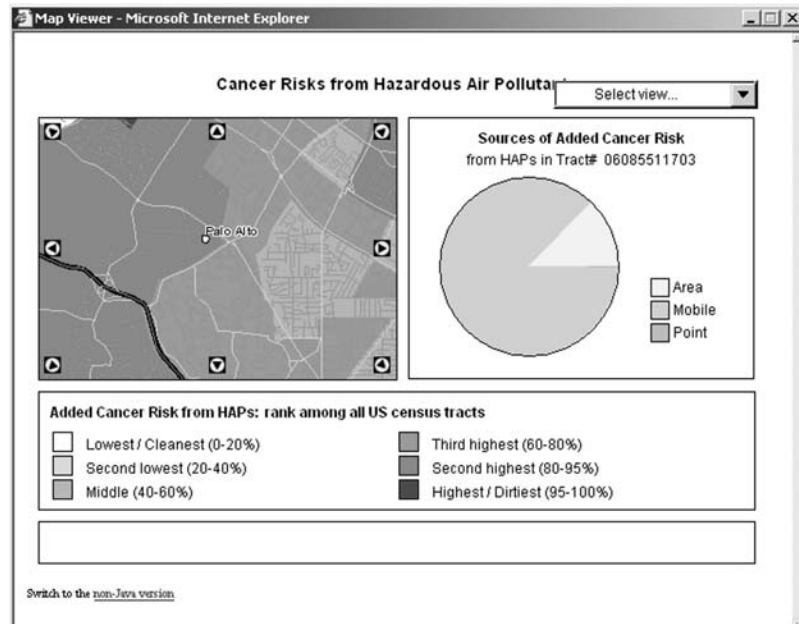 Map Viewer - Microsoft Internet Explorer
Cancer Risks from Hazardous Air
Select view...
Palo Alto
Sources of Added Cancer Risk
from HAPs in Tract# 06085511703
Area
Mobile
Point
Added Cancer Risk from HAPs: rank among all US census tracts
Lowest / Cleanest (0-20%)
Second lowest (20-40%)
Middle (40-60%)
Third highest (60-80%)
Second highest (80-95%)
Highest / Dirtiest (95-100%)
Switch to the non-Java version